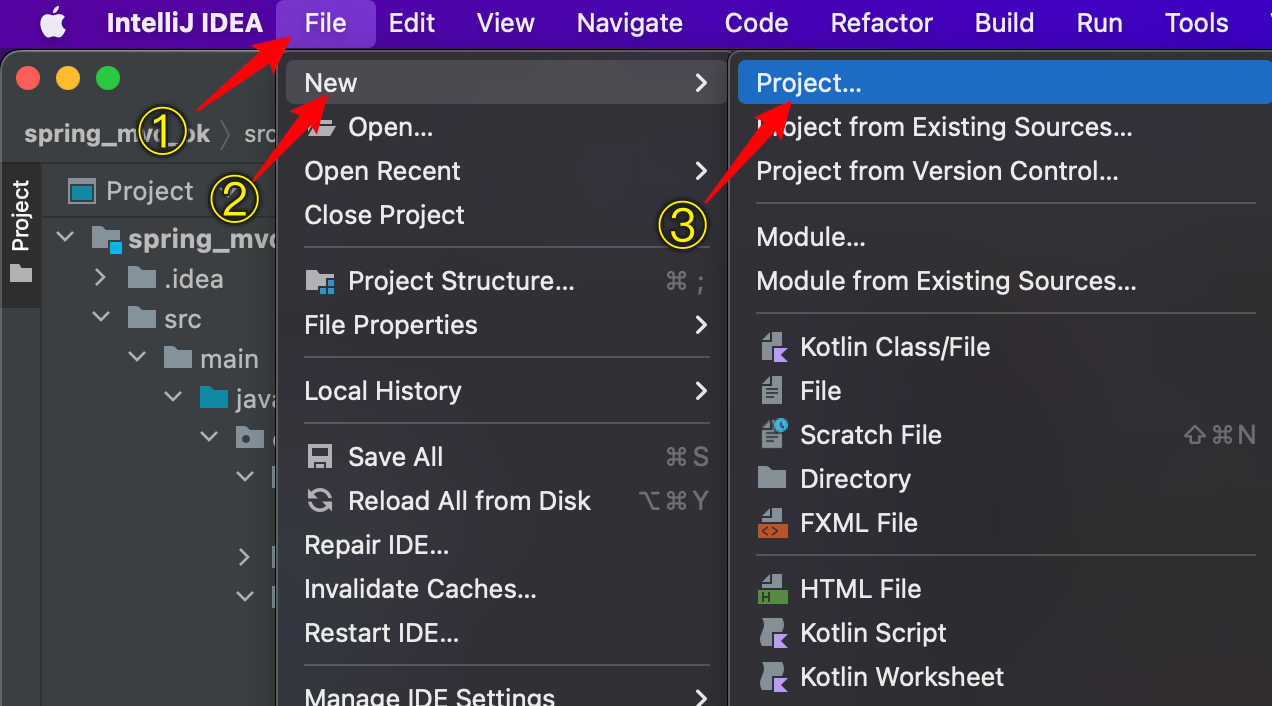 IntelliJ IDEA File Edit View Navigate Code Refactor Build Run Tools
① ② ③
spring_mvc_ok src
Project
Project
spring_mvc
.idea
src
main
java
New
Open...
Open Recent
Close Project
Project Structure... ⌘ ;
File Properties
Local History
Save All ⌘ S
Reload All from Disk ⌥ ⌘ Y
Repair IDE...
Invalidate Caches...
Restart IDE...
Manage IDE Settings
Project...
Project from Existing Sources...
Project from Version Control...
Module...
Module from Existing Sources...
Kotlin Class/File
File
Scratch File ⇧ ⌘ N
Directory
FXML File
HTML File
Kotlin Script
Kotlin Worksheet